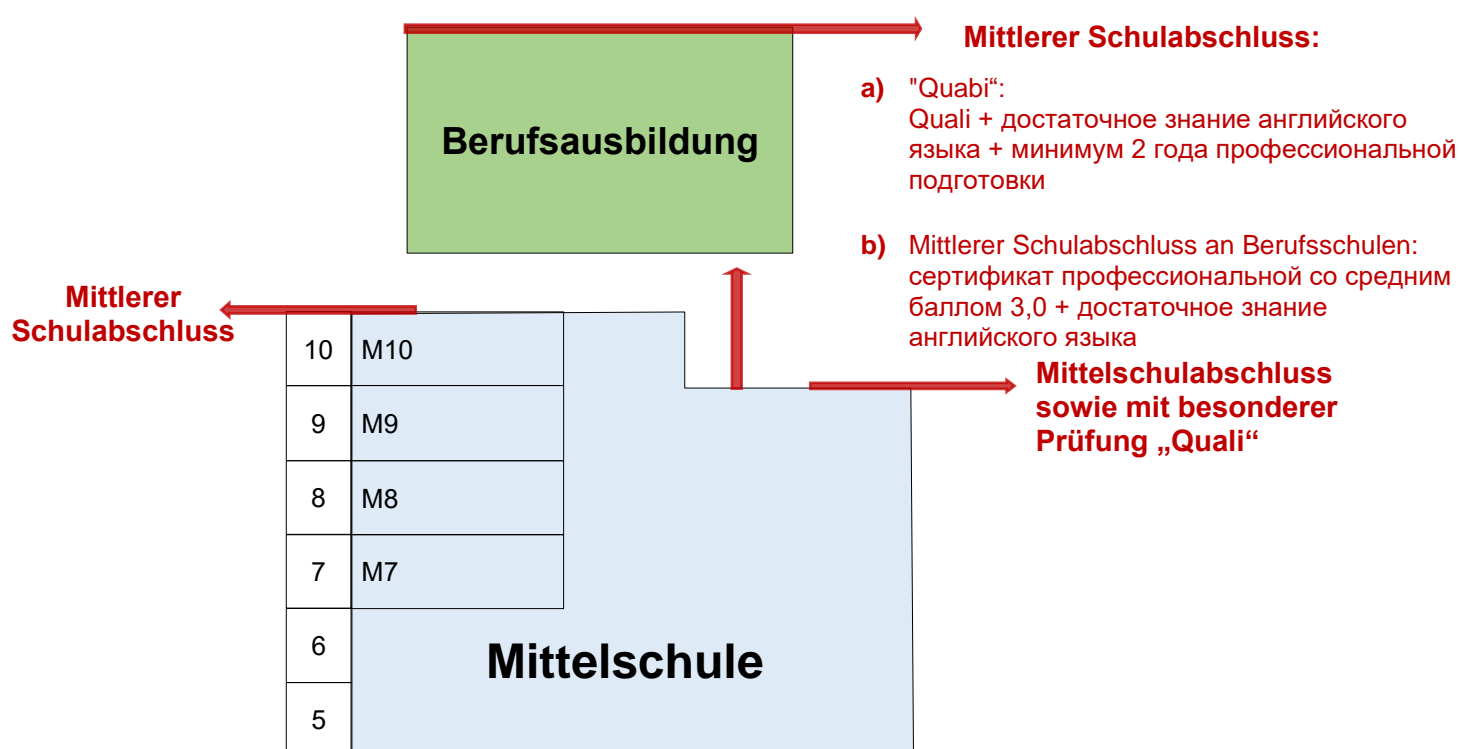 Mittlerer Schulabschluss:
a) "Quabi“:
Quali + достаточное знание английского
языка + минимум 2 года профессиональной
подготовки
Berufsausbildung
b) Mittlerer Schulabschluss an Berufsschulen:
сертификат профессиональной со средним
баллом 3,0 + достаточное знание
английского языка
Mittlerer
Schulabschluss
10 M10
Mittelschulabschluss
sowie mit besonderer
Prüfung „Quali“
9 M9
8 M8
7 M7
6
Mittelschule
5